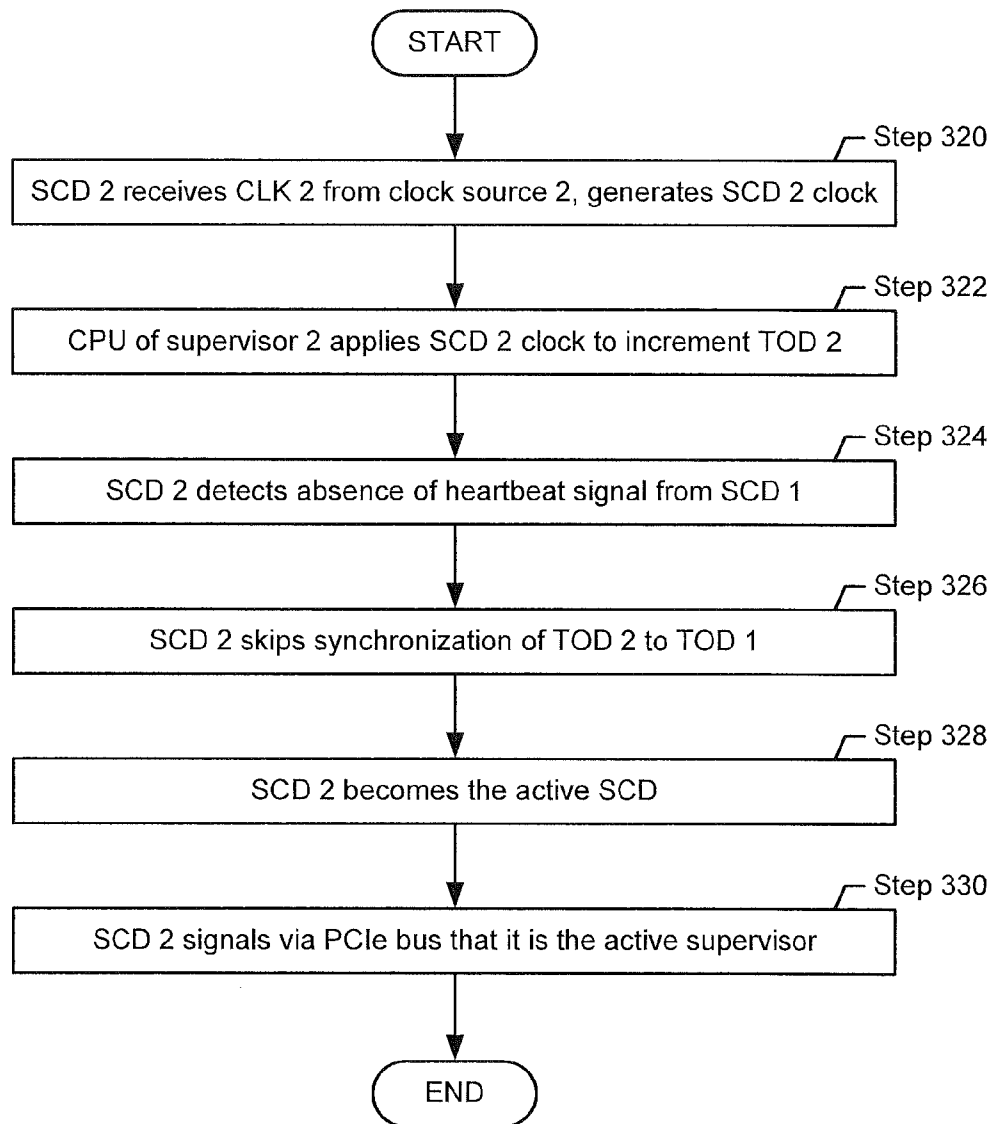 START
Step 320
SCD 2 receives CLK 2 from clock source 2, generates SCD 2 clock
Step 322
CPU of supervisor 2 applies SCD 2 clock to increment TOD 2
Step 324
SCD 2 detects absence of heartbeat signal from SCD 1
Step 326
SCD 2 skips synchronization of TOD 2 to TOD 1
Step 328
SCD 2 becomes the active SCD
Step 330
SCD 2 signals via PCIe bus that it is the active supervisor
END